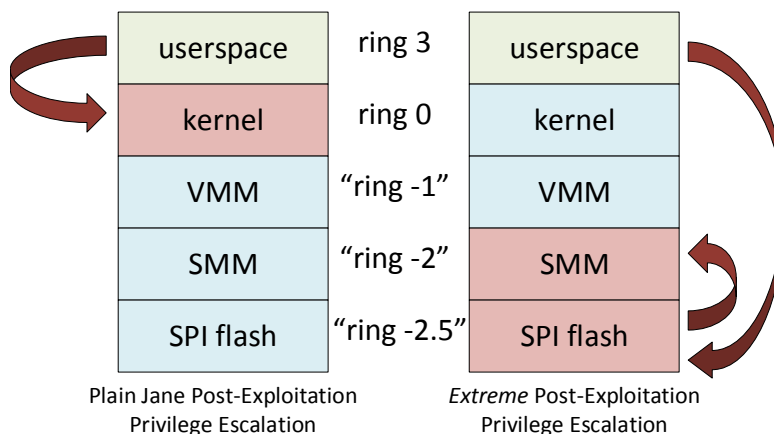 userspace ring 3 userspace
kernel ring 0 kernel
VMM “ring -1” VMM
SMM “ring -2” SMM
SPI flash “ring -2.5” SPI flash
Plain Jane Post-Exploitation
Privilege Escalation
Extreme Post-Exploitation
Privilege Escalation